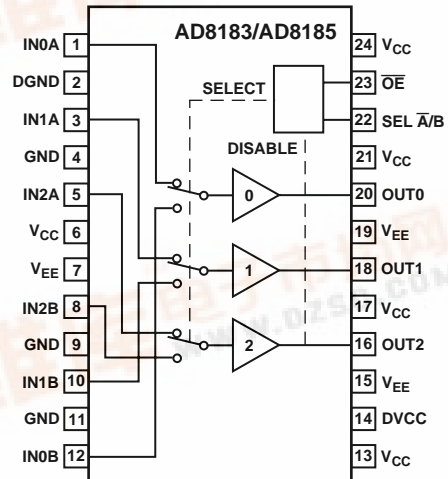 AD8183/AD8185
IN0A 1
DGND 2
IN1A 3
GND 4
IN2A 5
VCC 6
VEE 7
IN2B 8
GND 9
IN1B 10
GND 11
IN0B 12
SELECT
DISABLE
0
1
2
24 VCC
23 O̅E̅
22 SEL A̅/B
21 VCC
20 OUT0
19 VEE
18 OUT1
17 VCC
16 OUT2
15 VEE
14 DVCC
13 VCC